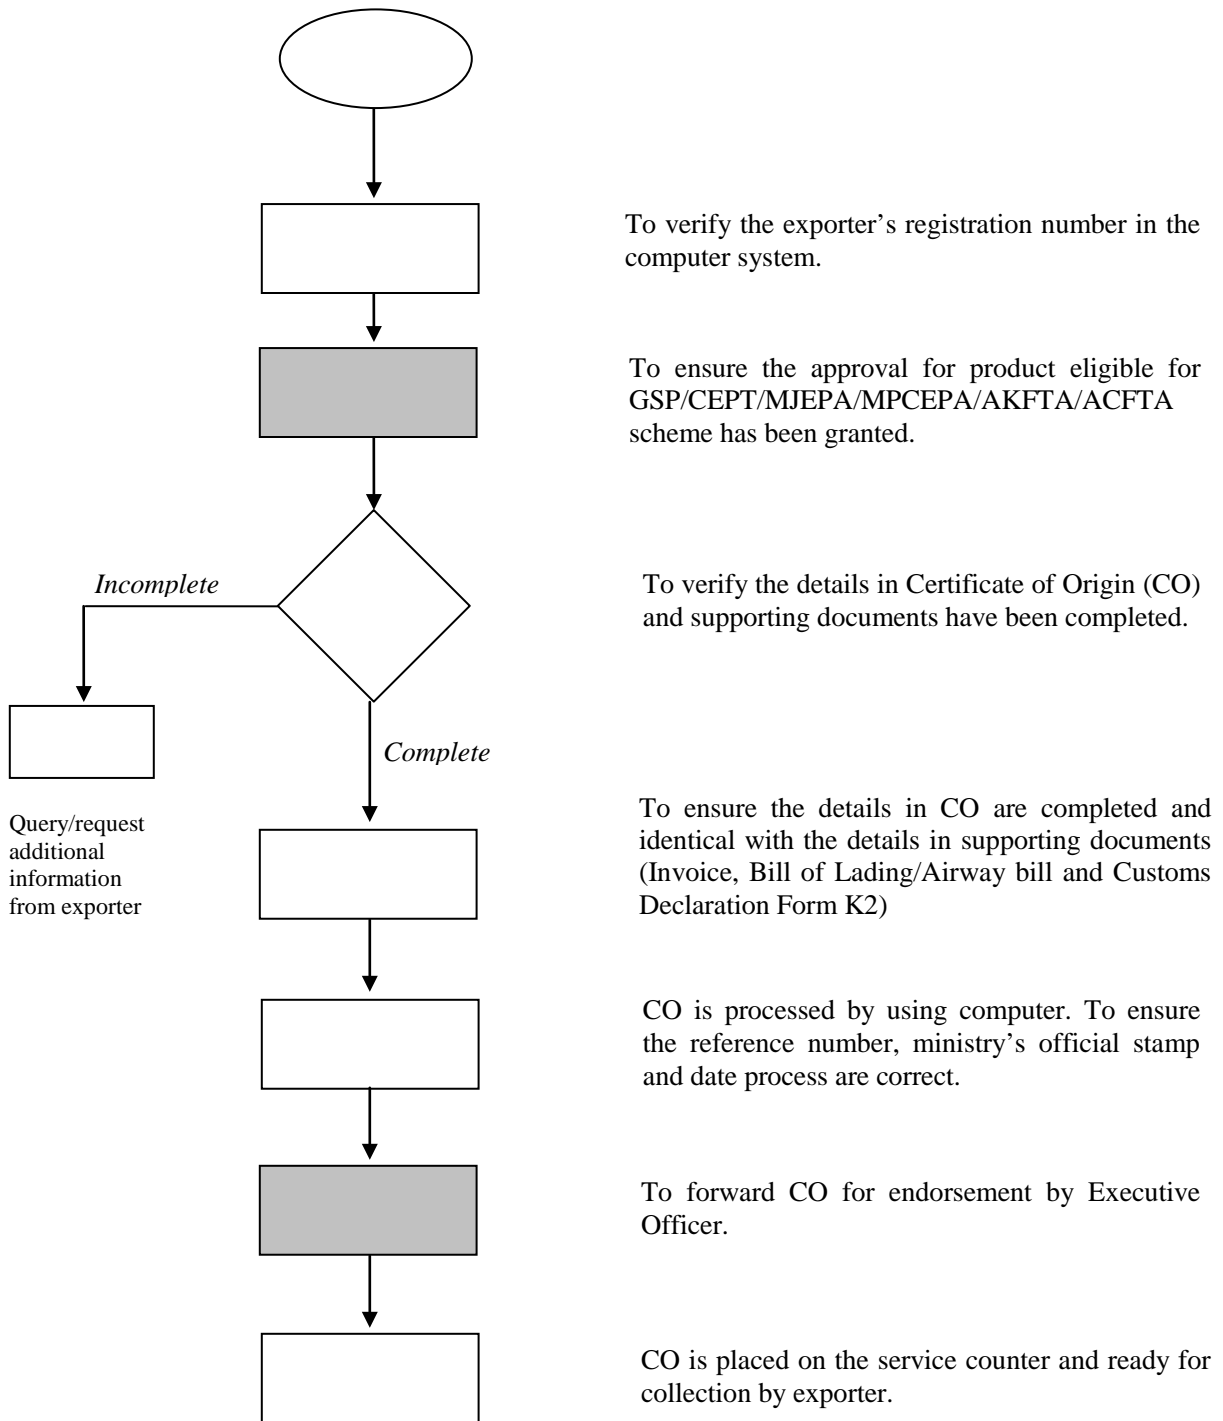 To verify the exporter’s registration number in the
computer system.
To ensure the approval for product eligible for
GSP/CEPT/MJEPA/MPCEPA/AKFTA/ACFTA
scheme has been granted.
Incomplete
To verify the details in Certificate of Origin (CO)
and supporting documents have been completed.
Complete
Query/request
additional
information
from exporter
To ensure the details in CO are completed and
identical with the details in supporting documents
(Invoice, Bill of Lading/Airway bill and Customs
Declaration Form K2)
CO is processed by using computer. To ensure
the reference number, ministry’s official stamp
and date process are correct.
To forward CO for endorsement by Executive
Officer.
CO is placed on the service counter and ready for
collection by exporter.